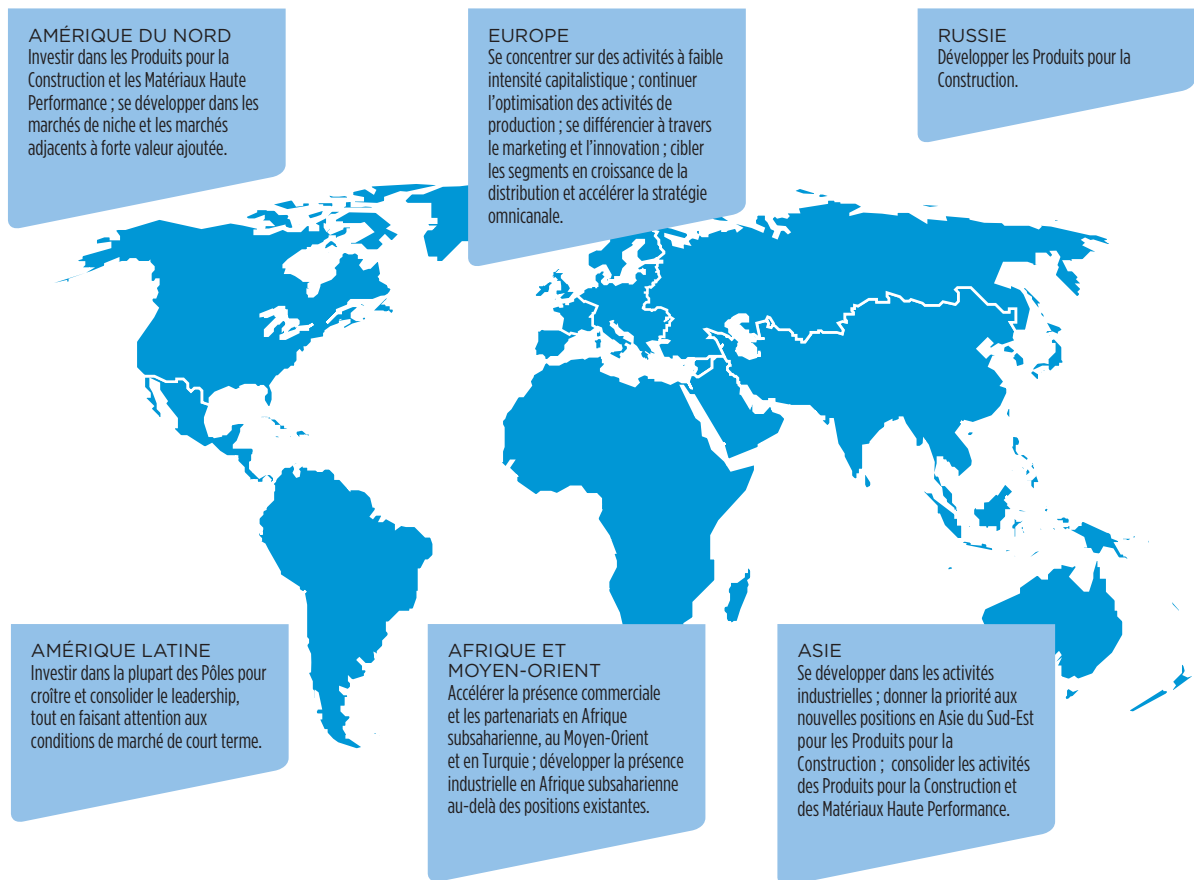 AMÉRIQUE DU NORD
Investir dans les Produits pour la
Construction et les Matériaux Haute
Performance ; se développer dans les
marchés de niche et les marchés
adjacents à forte valeur ajoutée.
EUROPE
Se concentrer sur des activités à faible
intensité capitalistique ; continuer
l’optimisation des activités de
production ; se différencier à travers
le marketing et l’innovation ; cibler
les segments en croissance de la
distribution et accélérer la stratégie
omnicanale.
RUSSIE
Développer les Produits pour la
Construction.
AMÉRIQUE LATINE
Investir dans la plupart des Pôles pour
croître et consolider le leadership,
tout en faisant attention aux
conditions de marché de court terme.
AFRIQUE ET
MOYEN-ORIENT
Accélérer la présence commerciale
et les partenariats en Afrique
subsaharienne, au Moyen-Orient
et en Turquie ; développer la présence
industrielle en Afrique subsaharienne
au-delà des positions existantes.
ASIE
Se développer dans les activités
industrielles ; donner la priorité aux
nouvelles positions en Asie du Sud-Est
pour les Produits pour la
Construction ; consolider les activités
des Produits pour la Construction et
des Matériaux Haute Performance.